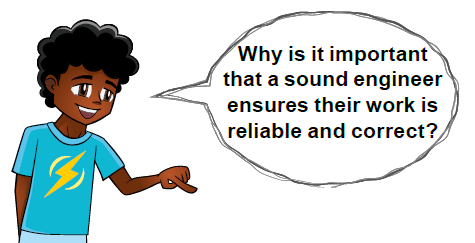 Why is it important
that a sound engineer
ensures their work is
reliable and correct?